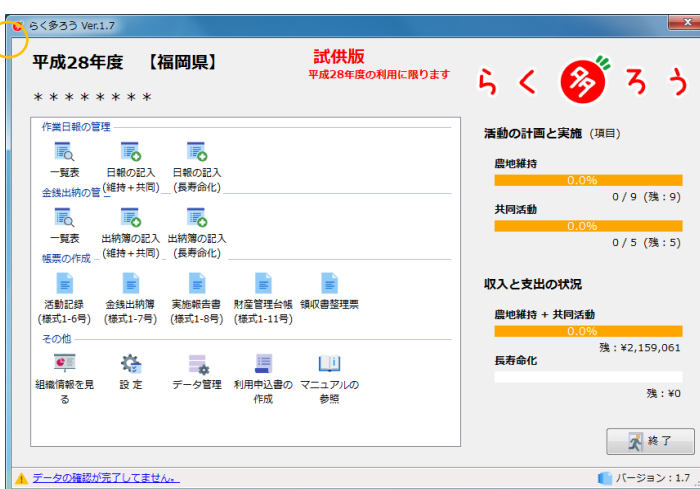 らく多ろう Ver.1.7
平成28年度 【福岡県】
試供版
平成28年度の利用に限ります
＊＊＊＊＊＊＊＊
らく多ろう
作業日報の管理
一覧表
日報の記入
(維持+共同)
日報の記入
(長寿命化)
金銭出納の管
一覧表
出納簿の記入
(維持+共同)
出納簿の記入
(長寿命化)
帳票の作成
活動記録
(様式1-6号)
金銭出納簿
(様式1-7号)
実施報告書
(様式1-8号)
財産管理台帳
(様式1-11号)
領収書整理票
その他
組織情報を見
る
設 定
データ管理
利用申込書の
作成
マニュアルの
参照
活動の計画と実施 (項目)
農地維持
0.0%
0 / 9 (残：9)
共同活動
0.0%
0 / 5 (残：5)
収入と支出の状況
農地維持 + 共同活動
0.0%
残：¥2,159,061
長寿命化
残：¥0
終 了
データの確認が完了してません。
バージョン：1.7